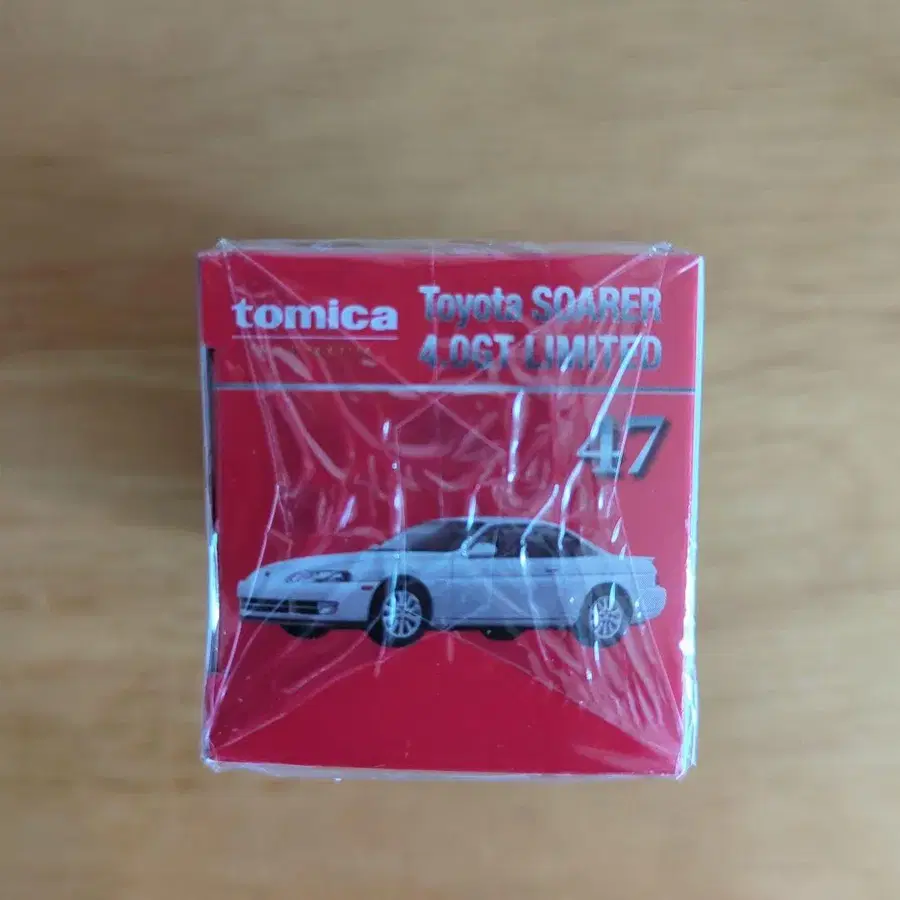 tomica
Toyota SOARER
4.0GT LIMITED
47